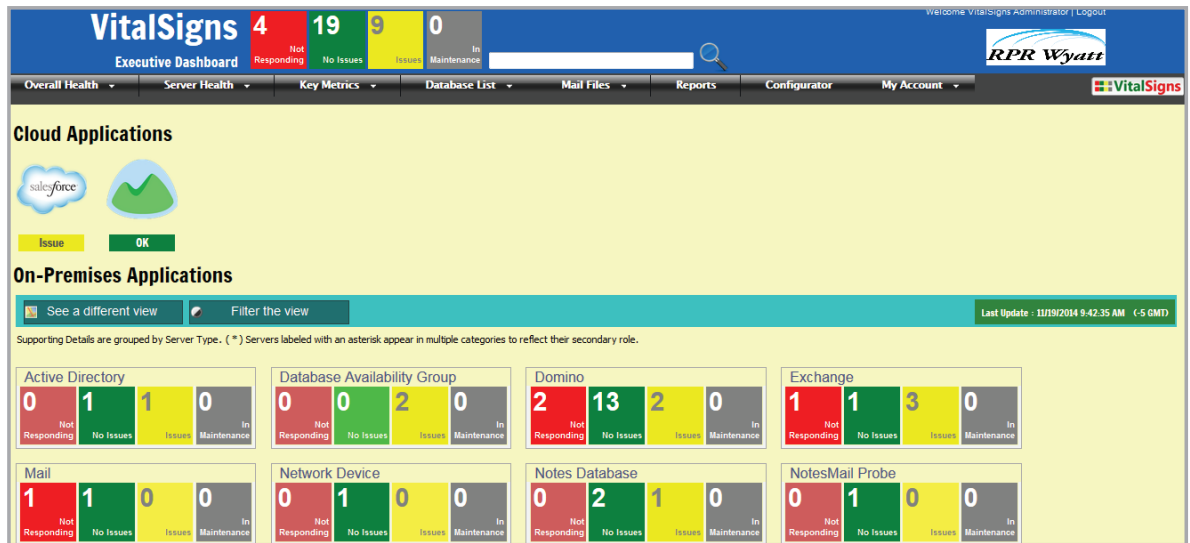 Welcome VitalSigns Administrator | Logout
VitalSigns
Executive Dashboard
4 Not Responding
19 No Issues
9 Issues
0 In Maintenance
RPR Wyatt
Overall Health Server Health Key Metrics Database List Mail Files Reports Configurator My Account VitalSigns
Cloud Applications
salesforce
Issue OK
On-Premises Applications
See a different view Filter the view Last Update : 11/19/2014 9:42:35 AM (-5 GMT)
Supporting Details are grouped by Server Type. ( * ) Servers labeled with an asterisk appear in multiple categories to reflect their secondary role.
Active Directory
0 Not Responding
1 No Issues
1 Issues
0 In Maintenance
Database Availability Group
0 Not Responding
0 No Issues
2 Issues
0 In Maintenance
Domino
2 Not Responding
13 No Issues
2 Issues
0 In Maintenance
Exchange
1 Not Responding
1 No Issues
3 Issues
0 In Maintenance
Mail
1 Not Responding
1 No Issues
0 Issues
0 In Maintenance
Network Device
0 Not Responding
1 No Issues
0 Issues
0 In Maintenance
Notes Database
0 Not Responding
2 No Issues
1 Issues
0 In Maintenance
NotesMail Probe
0 Not Responding
1 No Issues
0 Issues
0 In Maintenance